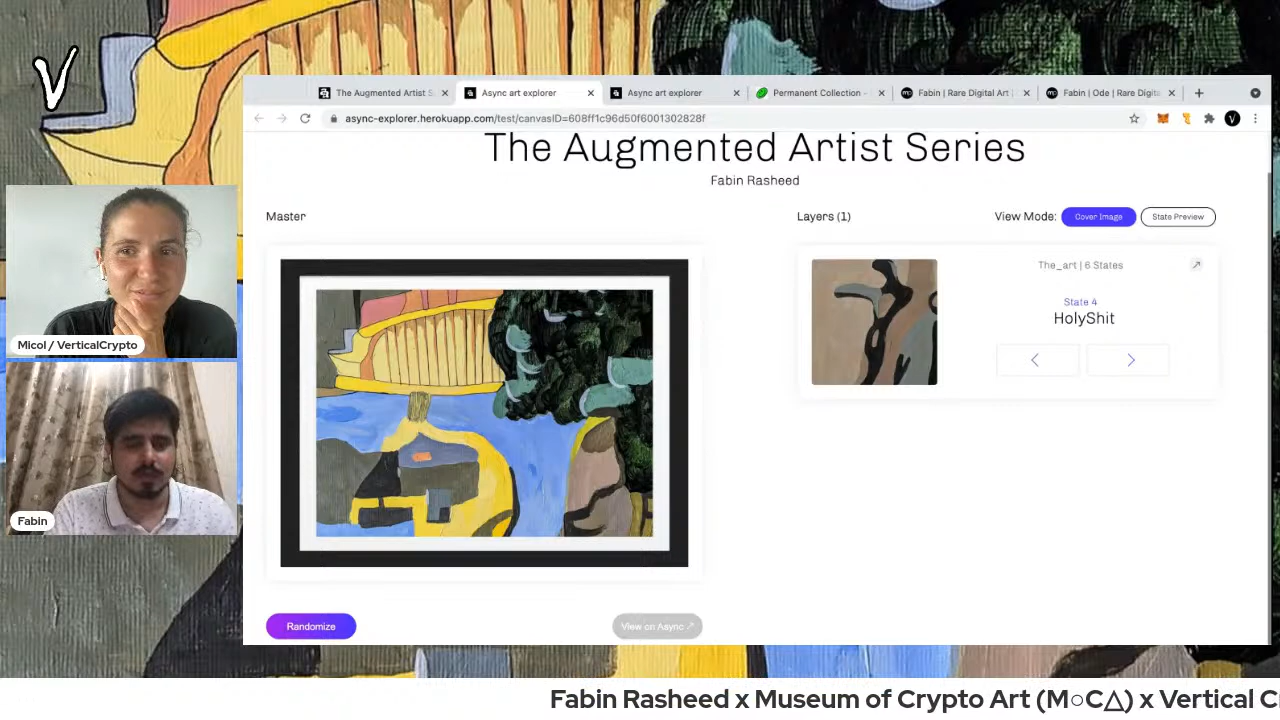 V
The Augmented Artist S
Async art explorer
Async art explorer
Permanent Collection -
Fabin | Rare Digital Art |
Fabin | Ode | Rare Digita
async-explorer.herokuapp.com/test/canvasID=608ff1c96d50f6001302828f
The Augmented Artist Series
Fabin Rasheed
Master
Layers (1)
View Mode:
Cover Image
State Preview
The_art | 6 States
State 4
HolyShit
Randomize
View on Async ↗
Micol / VerticalCrypto
Fabin
Fabin Rasheed x Museum of Crypto Art (M○C△) x Vertical C